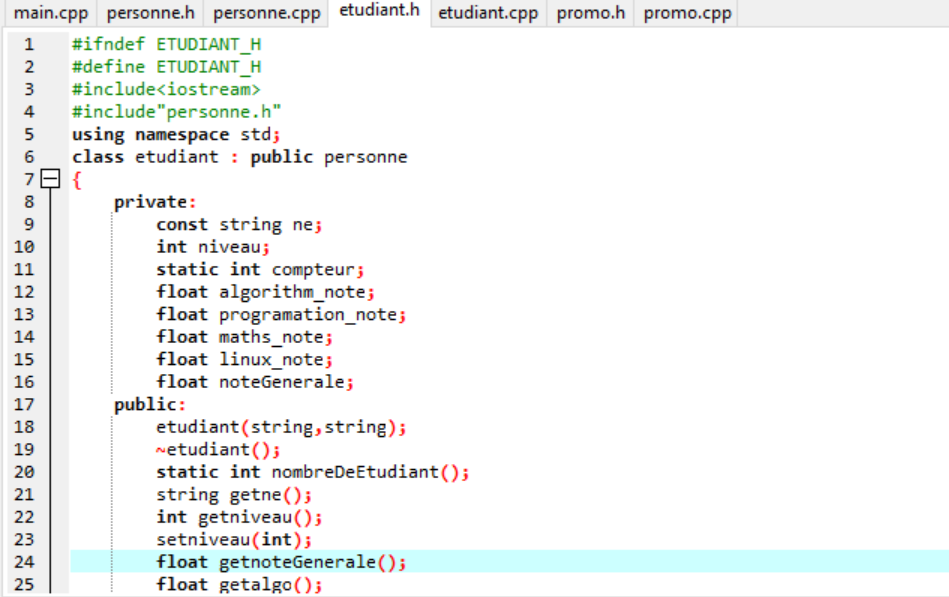 main.cpp personne.h personne.cpp etudiant.h etudiant.cpp promo.h promo.cpp
1 #ifndef ETUDIANT_H
2 #define ETUDIANT_H
3 #include<iostream>
4 #include"personne.h"
5 using namespace std;
6 class etudiant : public personne
7 {
8 private:
9 const string ne;
10 int niveau;
11 static int compteur;
12 float algorithm_note;
13 float programation_note;
14 float maths_note;
15 float linux_note;
16 float noteGenerale;
17 public:
18 etudiant(string,string);
19 ~etudiant();
20 static int nombreDeEtudiant();
21 string getne();
22 int getniveau();
23 setniveau(int);
24 float getnoteGenerale();
25 float getalgo();